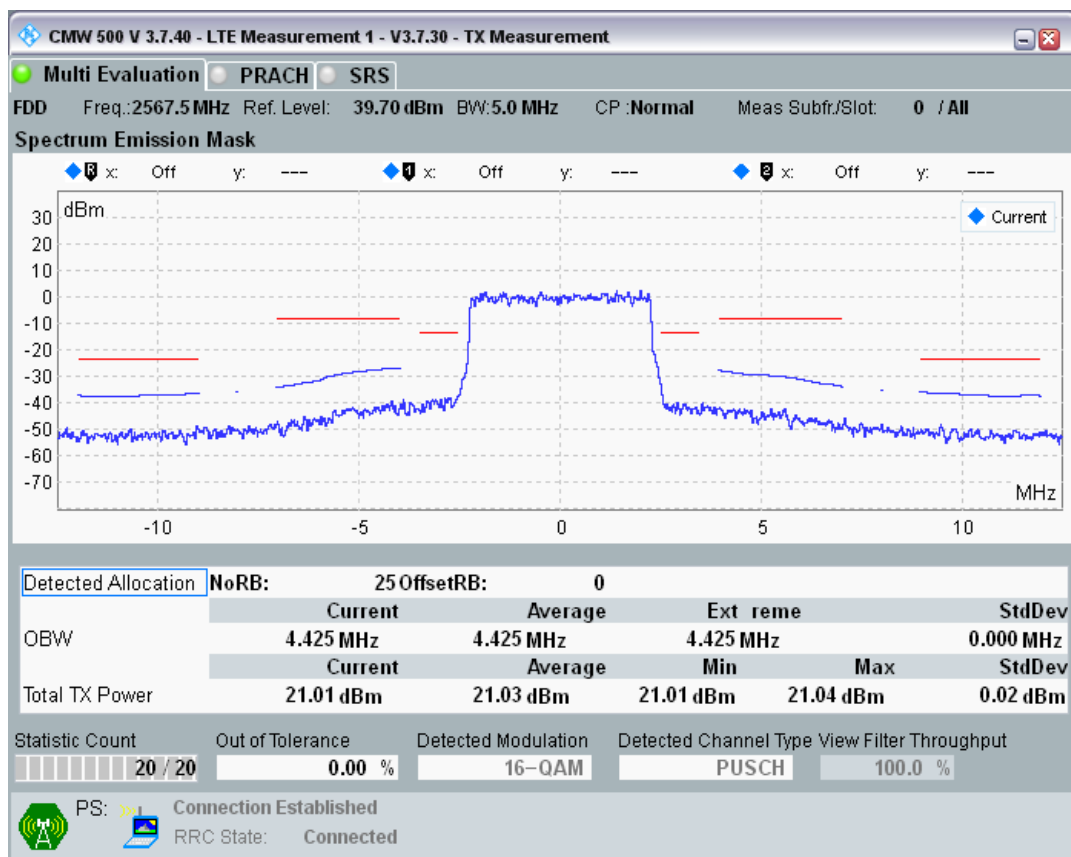 CMW 500 V 3.7.40 - LTE Measurement 1 - V3.7.30 - TX Measurement
Multi Evaluation PRACH SRS
FDD Freq.:2567.5 MHz Ref. Level: 39.70 dBm BW:5.0 MHz CP :Normal Meas Subfr./Slot: 0 / All
Spectrum Emission Mask
R x: Off y: --- 1 x: Off y: --- 2 x: Off y: ---
dBm
Current
30
20
10
0
-10
-20
-30
-40
-50
-60
-70
MHz
-10 -5 0 5 10
Detected Allocation NoRB: 25 OffsetRB: 0
Current Average Ext reme StdDev
OBW 4.425 MHz 4.425 MHz 4.425 MHz 0.000 MHz
Current Average Min Max StdDev
Total TX Power 21.01 dBm 21.03 dBm 21.01 dBm 21.04 dBm 0.02 dBm
Statistic Count Out of Tolerance Detected Modulation Detected Channel Type View Filter Throughput
20 / 20 0.00 % 16-QAM PUSCH 100.0 %
PS: Connection Established
RRC State: Connected